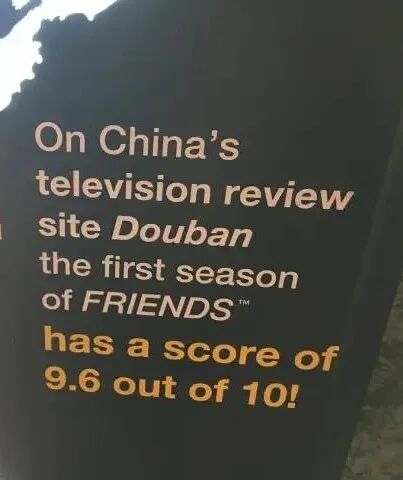 On China's
television review
site Douban
the first season
of FRIENDS™
has a score of
9.6 out of 10!